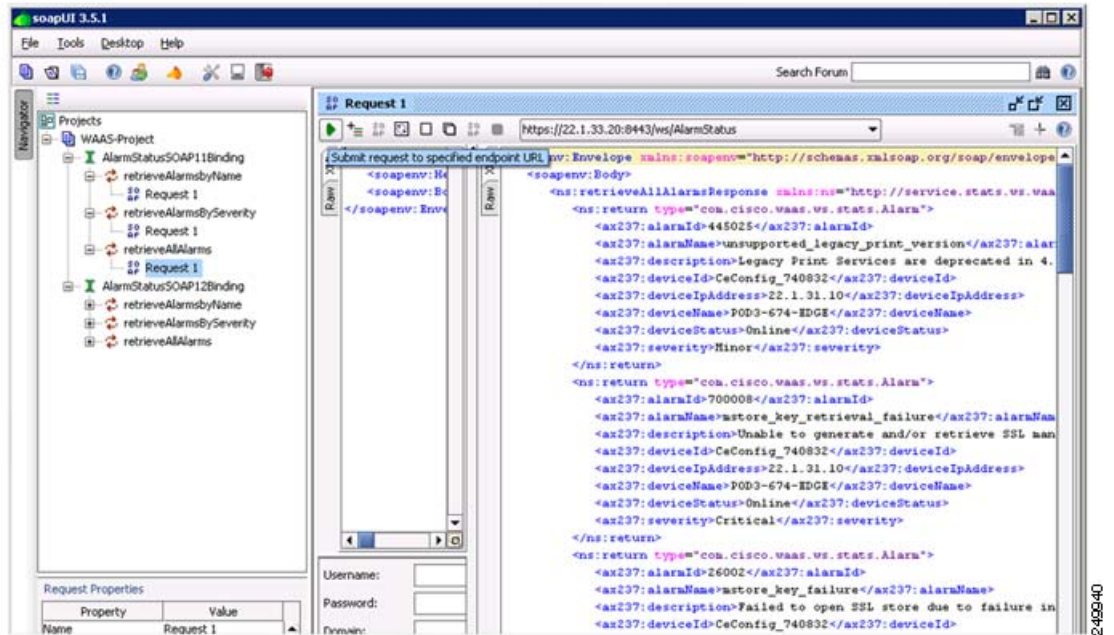 soapUI 3.5.1
File Tools Desktop Help
Search Forum
Navigator
Projects
WAAS-Project
AlarmStatusSOAP11Binding
retrieveAlarmsbyName
Request 1
retrieveAlarmsBySeverity
Request 1
retrieveAllAlarms
Request 1
AlarmStatusSOAP12Binding
retrieveAlarmsbyName
retrieveAlarmsBySeverity
retrieveAllAlarms
Request Properties
Property Value
Name Request 1
Request 1
https://22.1.33.20:8443/ws/AlarmStatus
Submit request to specified endpoint URL
Raw
<soapenv:He
<soapenv:Bo
</soapenv:Enve
Username:
Password:
Domain:
Raw
nv:Envelope xmlns:soapenv="http://schemas.xmlsoap.org/soap/envelope
<soapenv:Body>
<ns:retrieveAllAlarmsResponse xmlns:ns="http://service.stats.ws.waa
<ns:return type="com.cisco.waas.ws.stats.Alarm">
<ax237:alarmId>445025</ax237:alarmId>
<ax237:alarmName>unsupported_legacy_print_version</ax237:alar
<ax237:description>Legacy Print Services are deprecated in 4.
<ax237:deviceId>CeConfig_740832</ax237:deviceId>
<ax237:deviceIpAddress>22.1.31.10</ax237:deviceIpAddress>
<ax237:deviceName>POD3-674-EDGE</ax237:deviceName>
<ax237:deviceStatus>Online</ax237:deviceStatus>
<ax237:severity>Minor</ax237:severity>
</ns:return>
<ns:return type="com.cisco.waas.ws.stats.Alarm">
<ax237:alarmId>700008</ax237:alarmId>
<ax237:alarmName>mstore_key_retrieval_failure</ax237:alarmNam
<ax237:description>Unable to generate and/or retrieve SSL man
<ax237:deviceId>CeConfig_740832</ax237:deviceId>
<ax237:deviceIpAddress>22.1.31.10</ax237:deviceIpAddress>
<ax237:deviceName>POD3-674-EDGE</ax237:deviceName>
<ax237:deviceStatus>Online</ax237:deviceStatus>
<ax237:severity>Critical</ax237:severity>
</ns:return>
<ns:return type="com.cisco.waas.ws.stats.Alarm">
<ax237:alarmId>26002</ax237:alarmId>
<ax237:alarmName>mstore_key_failure</ax237:alarmName>
<ax237:description>Failed to open SSL store due to failure in
<ax237:deviceId>CeConfig_740832</ax237:deviceId>
249940